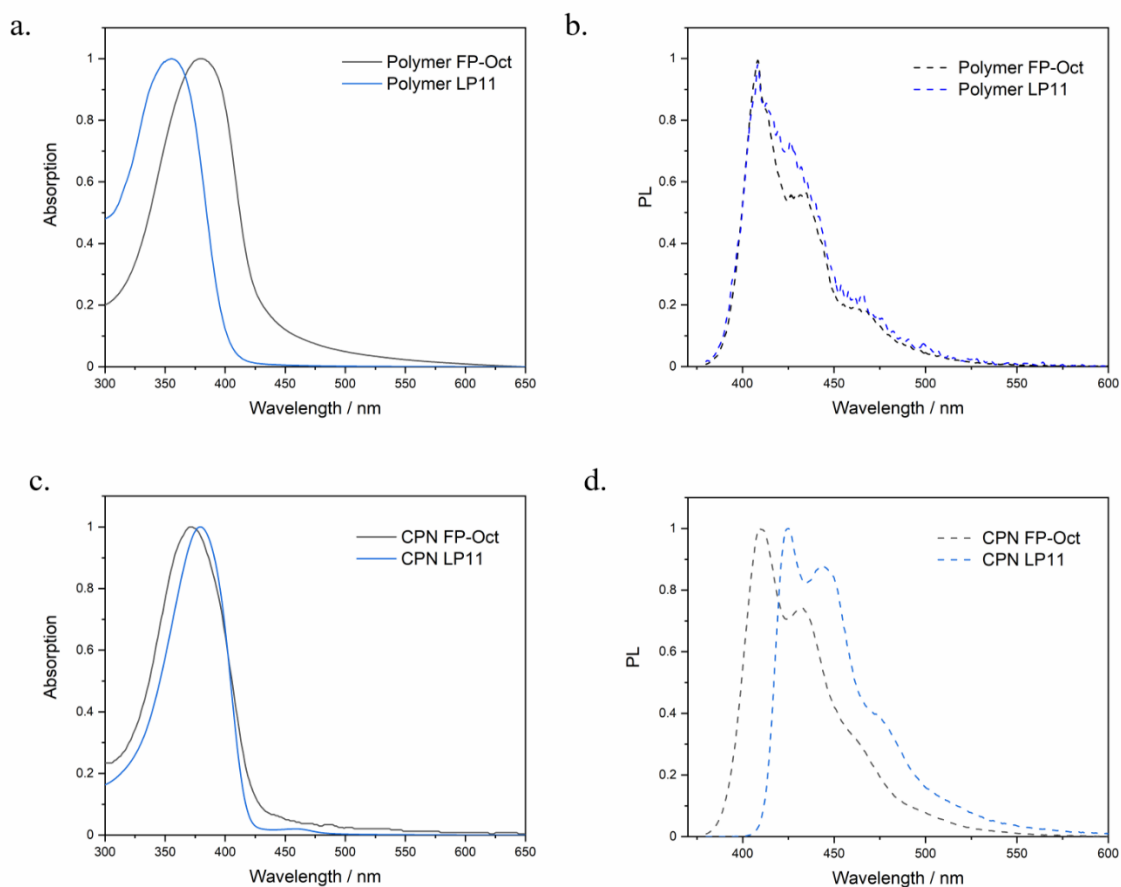 a.
Absorption
1
0.8
0.6
0.4
0.2
0
300 350 400 450 500 550 600 650
Wavelength / nm
Polymer FP-Oct
Polymer LP11
b.
PL
1
0.8
0.6
0.4
0.2
0
400 450 500 550 600
Wavelength / nm
Polymer FP-Oct
Polymer LP11
c.
Absorption
1
0.8
0.6
0.4
0.2
0
300 350 400 450 500 550 600 650
Wavelength / nm
CPN FP-Oct
CPN LP11
d.
PL
1
0.8
0.6
0.4
0.2
0
400 450 500 550 600
Wavelength / nm
CPN FP-Oct
CPN LP11